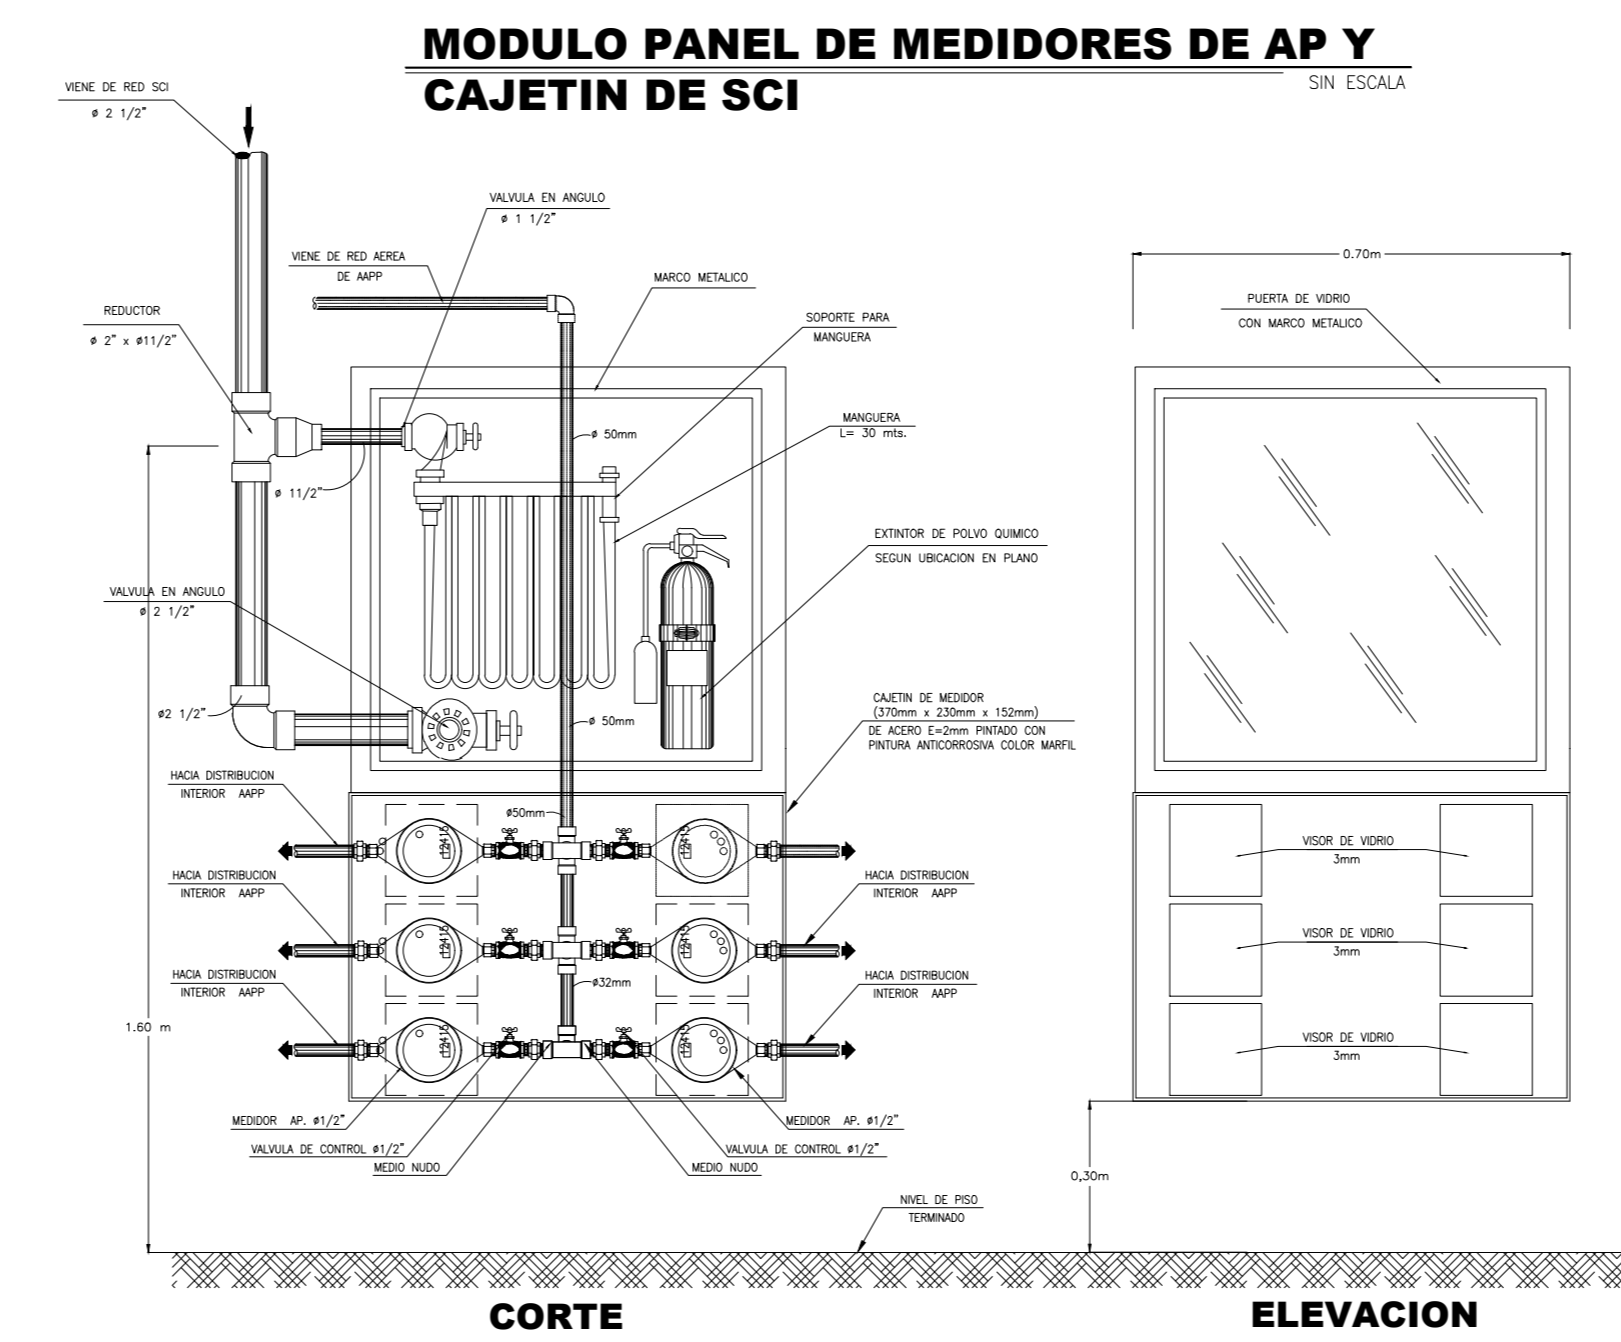 MODULO PANEL DE MEDIDORES DE AP Y
CAJETIN DE SCI
SIN ESCALA
VIENE DE RED SCI
ø 2 1/2"
VALVULA EN ANGULO
ø 1 1/2"
VIENE DE RED AEREA
DE AAPP
MARCO METALICO
REDUCTOR
ø 2" x ø11/2"
SOPORTE PARA
MANGUERA
MANGUERA
L= 30 mts.
ø 50mm
ø 11/2"
EXTINTOR DE POLVO QUIMICO
SEGUN UBICACION EN PLANO
VALVULA EN ANGULO
ø 2 1/2"
ø2 1/2"
ø 50mm
CAJETIN DE MEDIDOR
(370mm x 230mm x 152mm)
DE ACERO E=2mm PINTADO CON
PINTURA ANTICORROSIVA COLOR MARFIL
HACIA DISTRIBUCION
INTERIOR AAPP
ø50mm
12415
12415
HACIA DISTRIBUCION
INTERIOR AAPP
HACIA DISTRIBUCION
INTERIOR AAPP
12415
12415
HACIA DISTRIBUCION
INTERIOR AAPP
ø32mm
HACIA DISTRIBUCION
INTERIOR AAPP
12415
12415
1.60 m
MEDIDOR AP. ø1/2"
MEDIDOR AP. ø1/2"
VALVULA DE CONTROL ø1/2"
VALVULA DE CONTROL ø1/2"
MEDIO NUDO
MEDIO NUDO
NIVEL DE PISO
TERMINADO
CORTE
0.70m
PUERTA DE VIDRIO
CON MARCO METALICO
VISOR DE VIDRIO
3mm
VISOR DE VIDRIO
3mm
VISOR DE VIDRIO
3mm
0,30m
ELEVACION